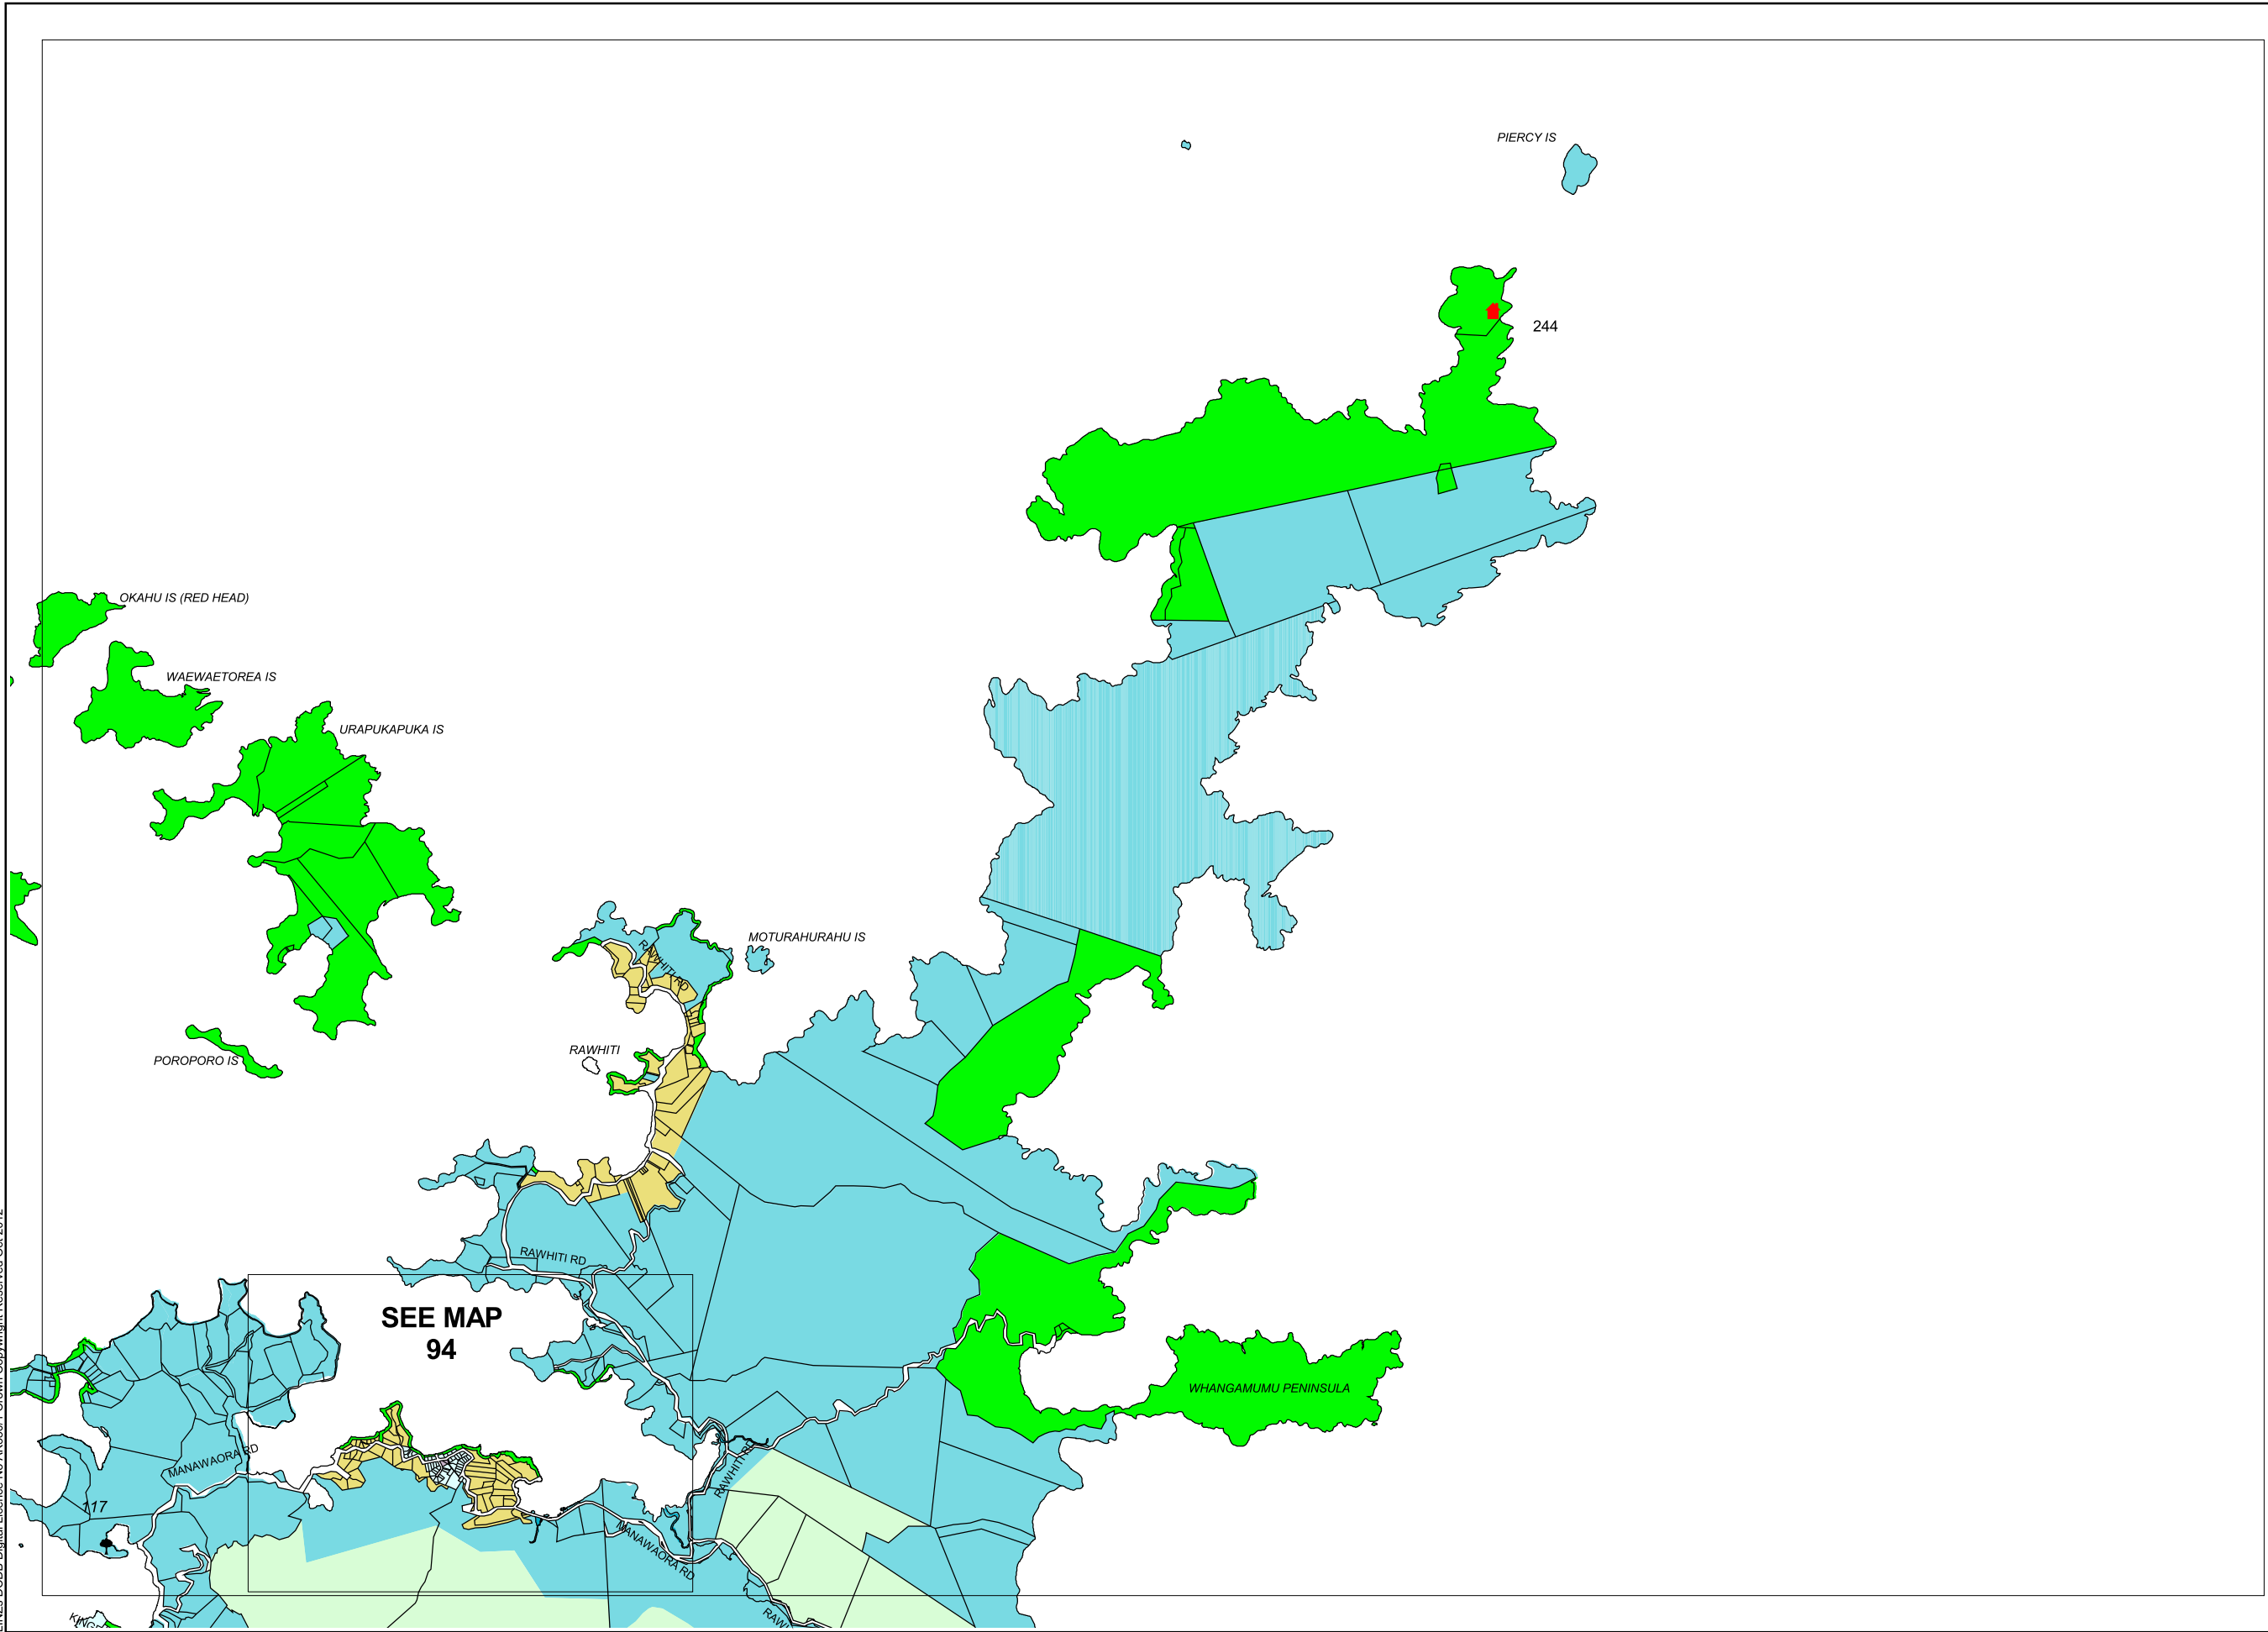 PIERCY IS
244
OKAHU IS (RED HEAD)
WAEWAETOREA IS
URAPUKAPUKA IS
RAWHITI RD
MOTURAHURAHU IS
RAWHITI
POROPORO IS
RAWHITI RD
SEE MAP
94
WHANGAMUMU PENINSULA
MANAWAORA RD
RAWHITI RD
117
MANAWAORA RD